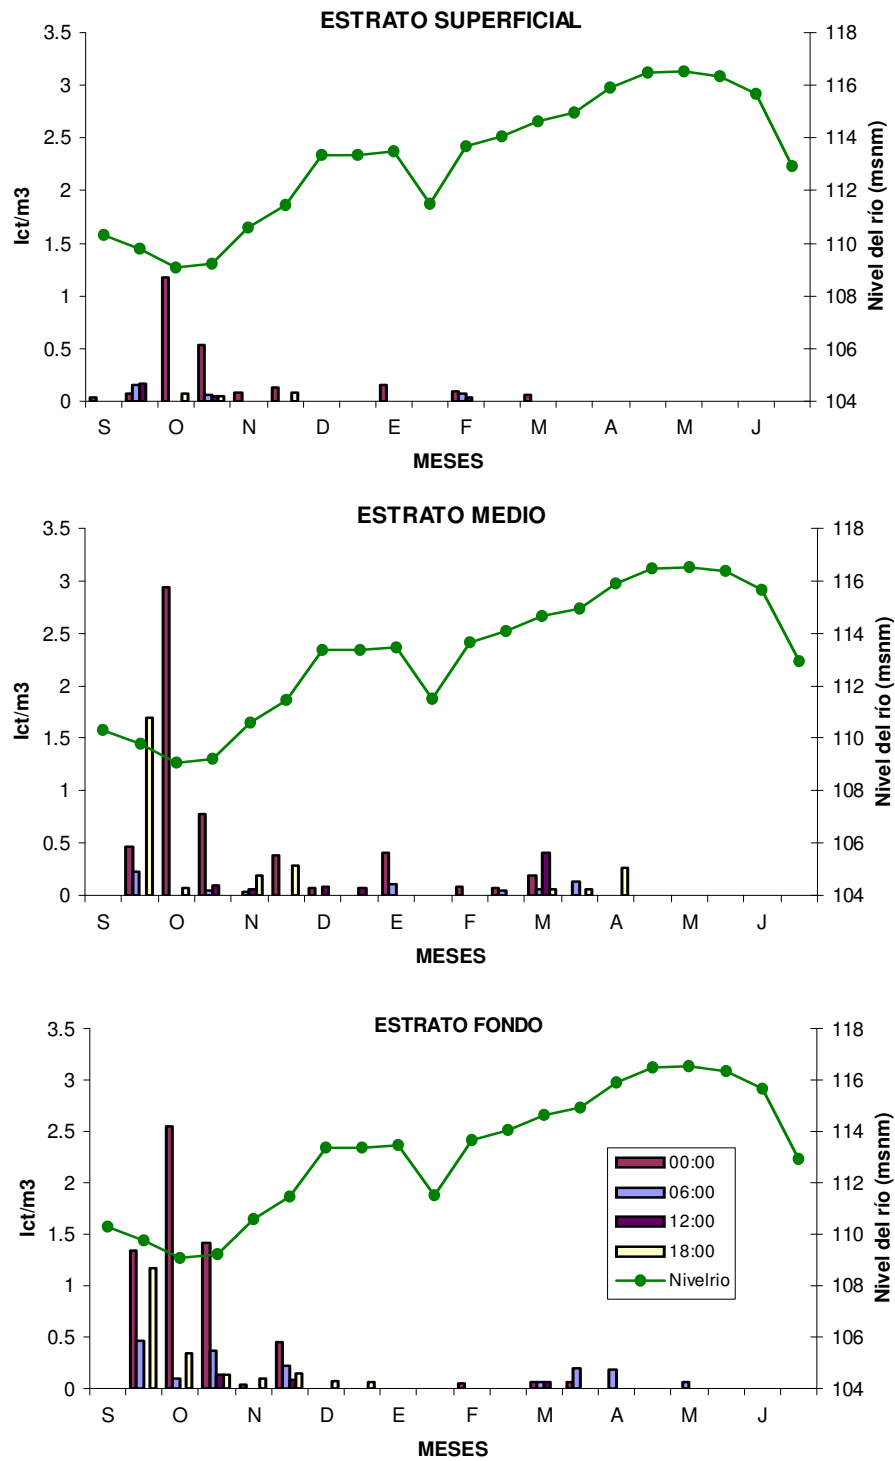 ESTRATO SUPERFICIAL
3.5 118
3 116
2.5 114
2 112
1.5 110
1 108
0.5 106
0 104
lct/m3
Nivel del río (msnm)
S O N D E F M A M J
MESES
ESTRATO MEDIO
3.5 118
3 116
2.5 114
2 112
1.5 110
1 108
0.5 106
0 104
lct/m3
Nivel del río (msnm)
S O N D E F M A M J
MESES
ESTRATO FONDO
3.5 118
3 116
2.5 114
2 112
1.5 110
1 108
0.5 106
0 104
lct/m3
Nivel del río (msnm)
00:00
06:00
12:00
18:00
Nivelrio
S O N D E F M A M J
MESES